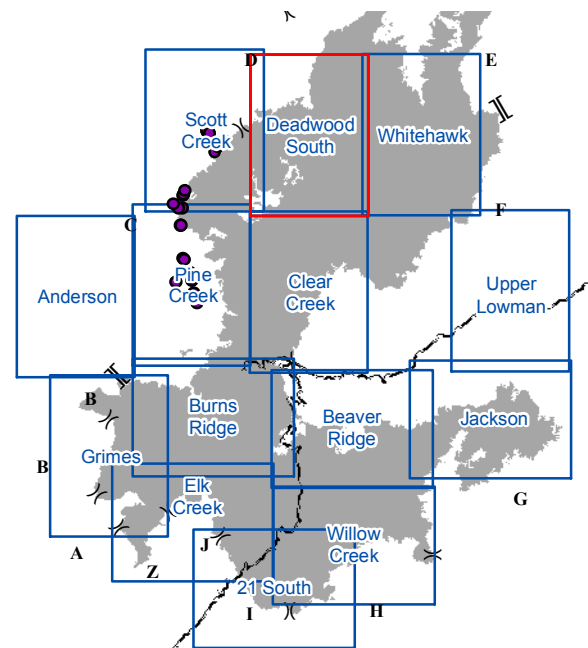 D
E
Scott
Creek
Deadwood
South
Whitehawk
F
C
Anderson
Pine
Creek
Clear
Creek
Upper
Lowman
B
Burns
Ridge
Beaver
Ridge
Jackson
B
Grimes
Elk
Creek
G
A
Z
J
Willow
Creek
21 South
I
H